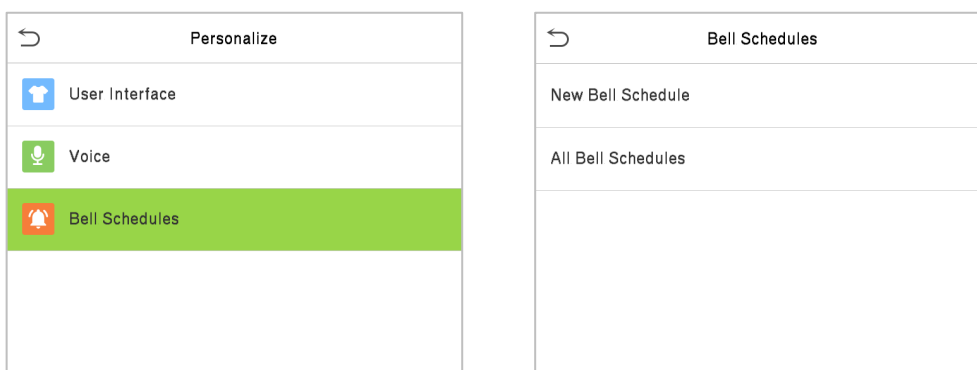 Personalize
User Interface
Voice
Bell Schedules
Bell Schedules
New Bell Schedule
All Bell Schedules